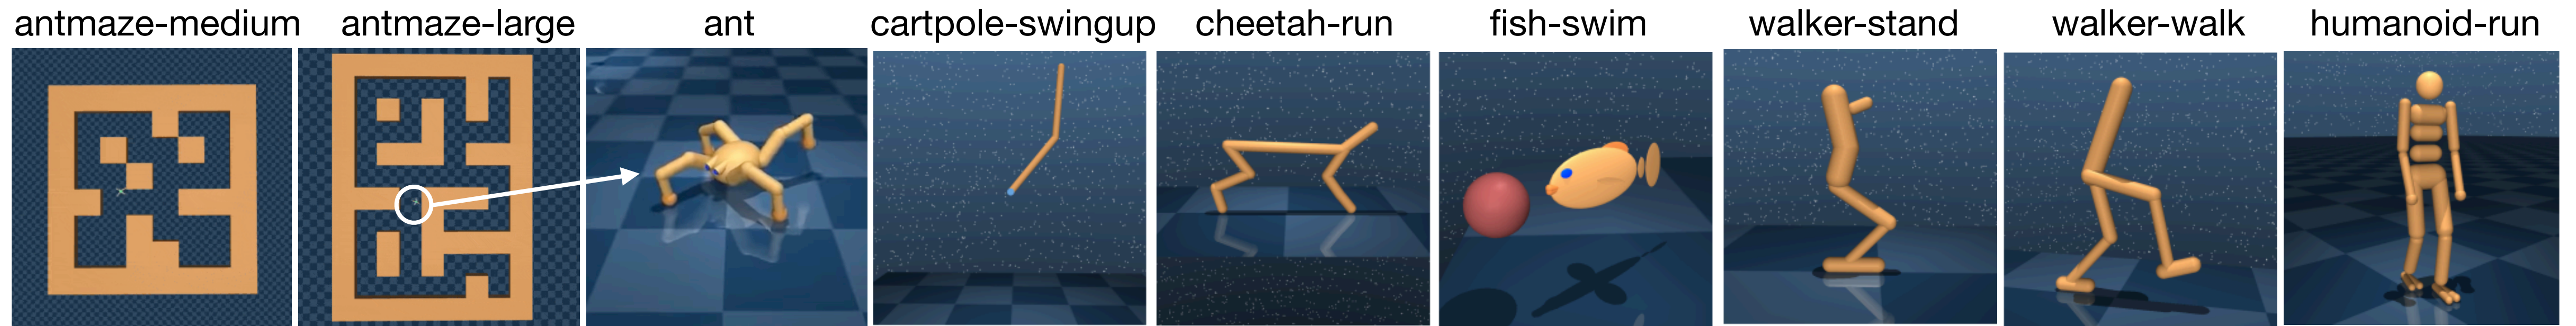 antmaze-medium
antmaze-large
ant
cartpole-swingup
cheetah-run
fish-swim
walker-stand
walker-walk
humanoid-run